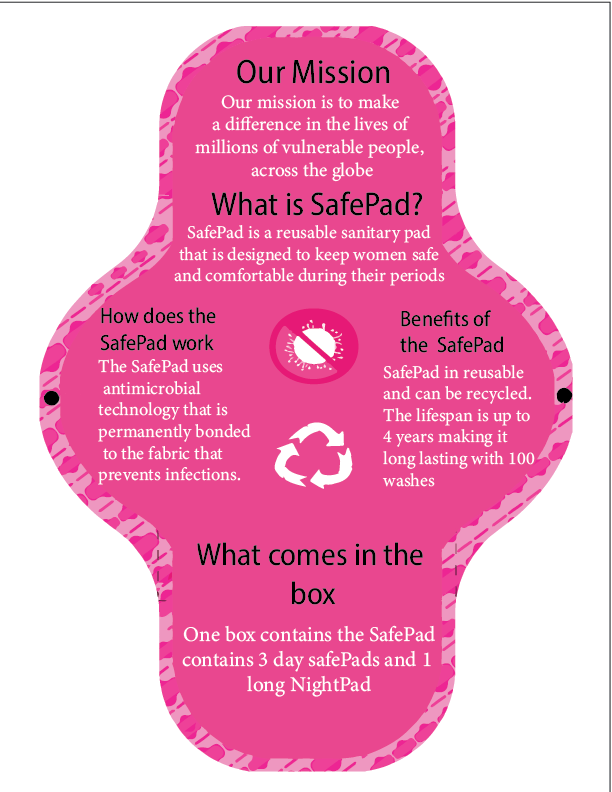 Our Mission
Our mission is to make
a difference in the lives of
millions of vulnerable people,
across the globe
What is SafePad?
SafePad is a reusable sanitary pad
that is designed to keep women safe
and comfortable during their periods
How does the
SafePad work
The SafePad uses
antimicrobial
technology that is
permanently bonded
to the fabric that
prevents infections.
Benefits of
the SafePad
SafePad in reusable
and can be recycled.
The lifespan is up to
4 years making it
long lasting with 100
washes
What comes in the
box
One box contains the SafePad
contains 3 day safePads and 1
long NightPad